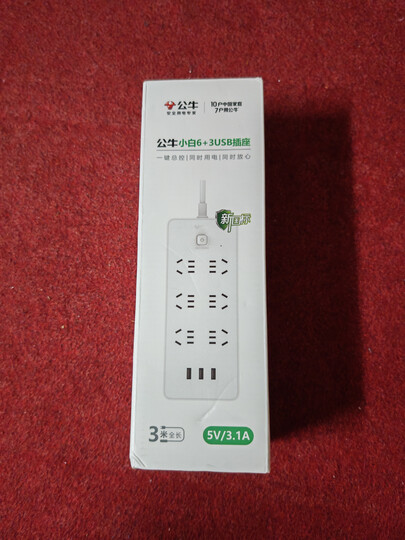 公牛
安全用电专家
10户中国家庭
7户用公牛
公牛小白6+3USB插座
一键总控|同时用电|同时放心
新国标
3米全长
5V/3.1A